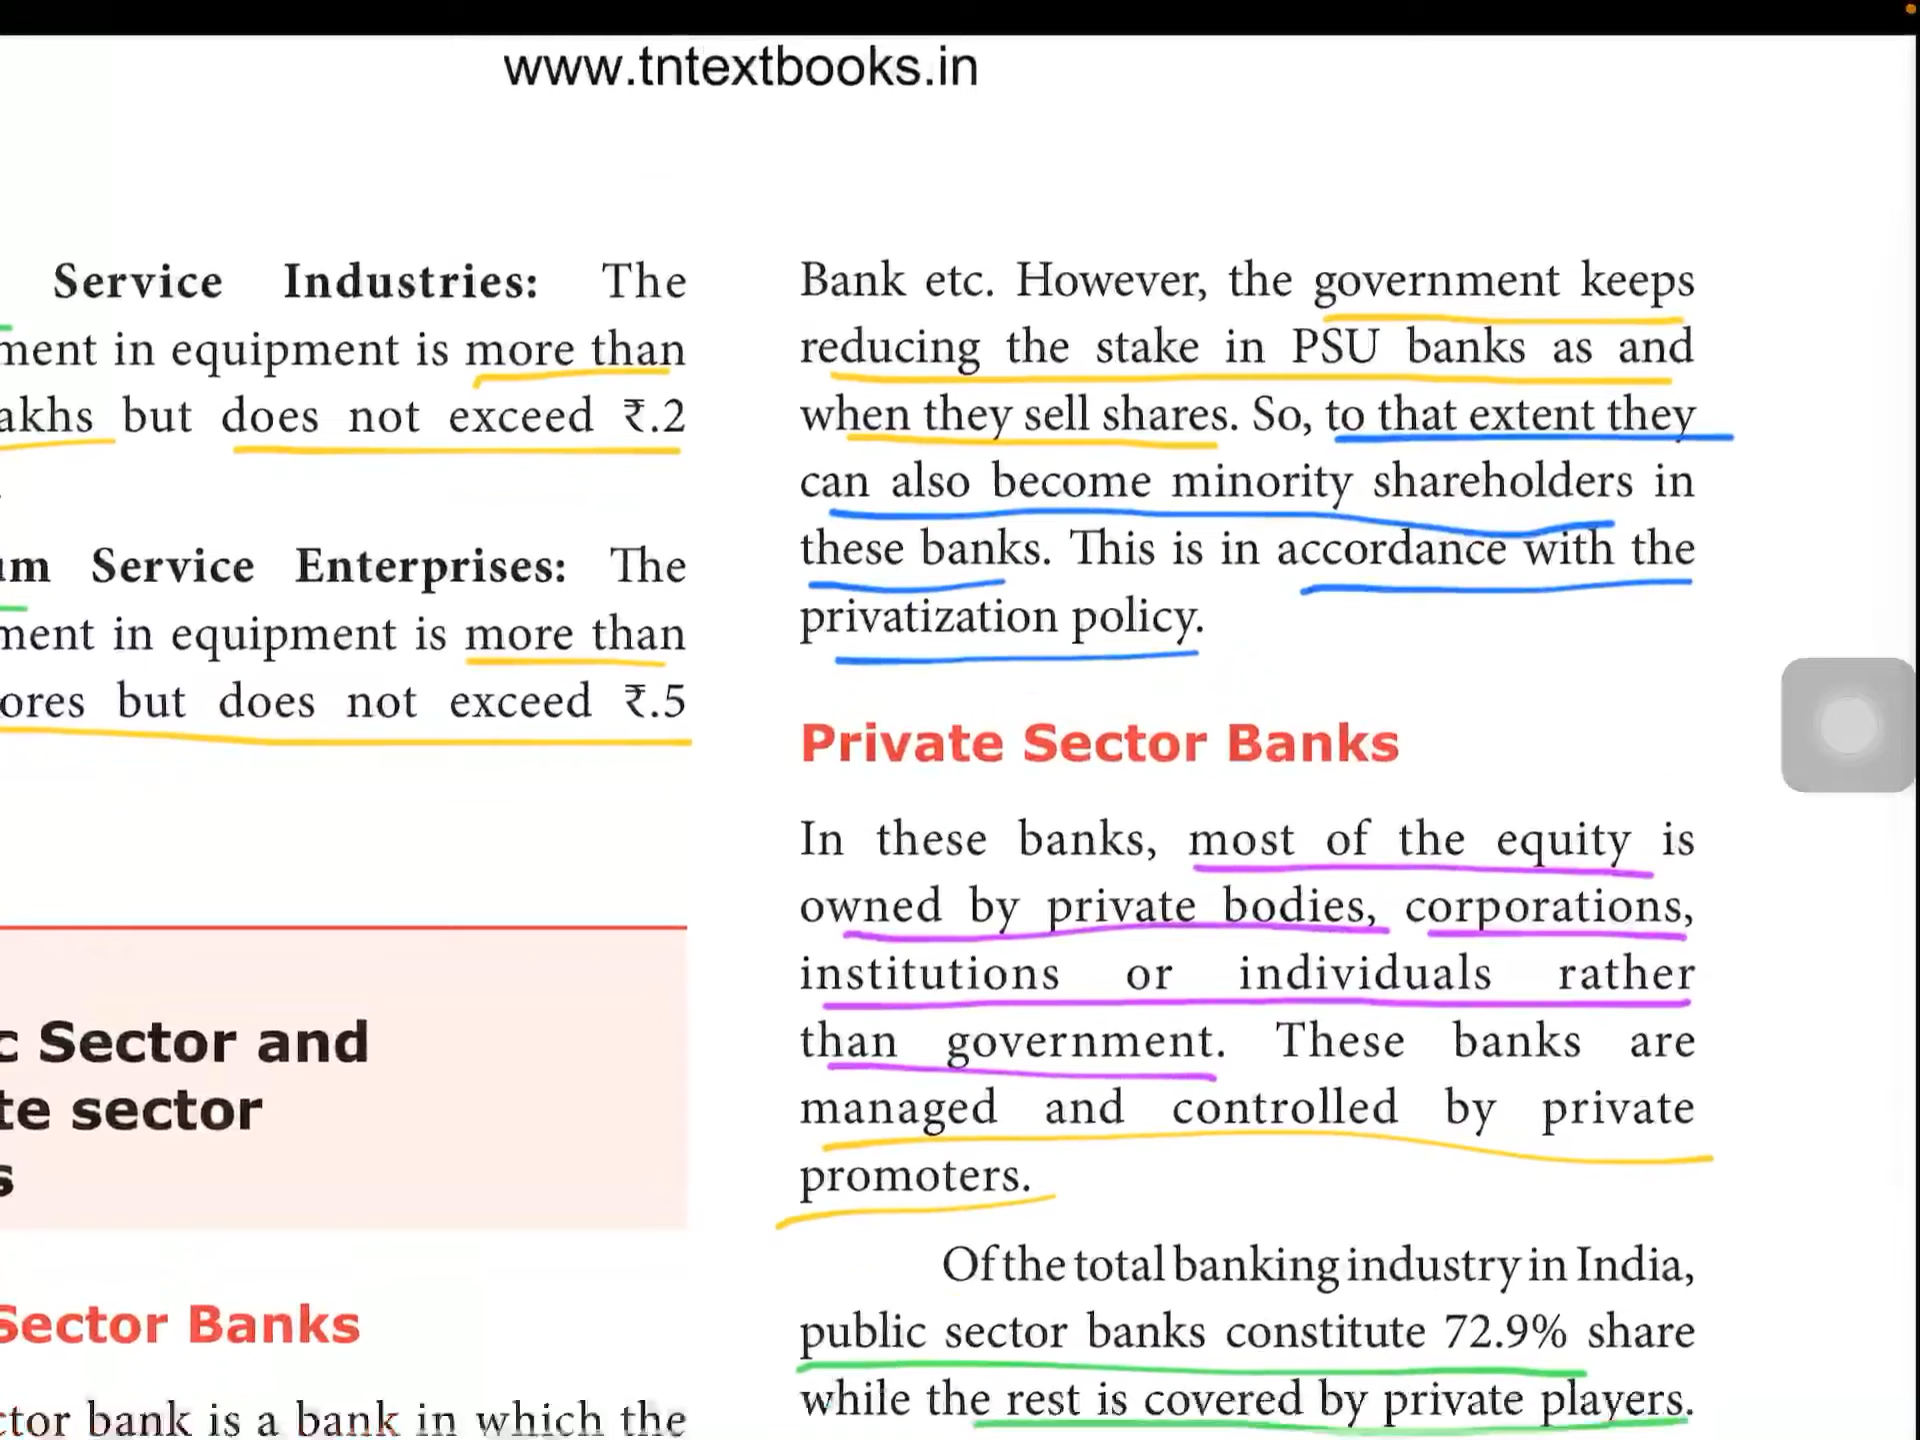 www.tntextbooks.in
Service Industries: The
ment in equipment is more than
akhs but does not exceed ₹.2
um Service Enterprises: The
ment in equipment is more than
ores but does not exceed ₹.5
c Sector and
te sector
s
Sector Banks
ctor bank is a bank in which the
Bank etc. However, the government keeps
reducing the stake in PSU banks as and
when they sell shares. So, to that extent they
can also become minority shareholders in
these banks. This is in accordance with the
privatization policy.
Private Sector Banks
In these banks, most of the equity is
owned by private bodies, corporations,
institutions or individuals rather
than government. These banks are
managed and controlled by private
promoters.
Of the total banking industry in India,
public sector banks constitute 72.9% share
while the rest is covered by private players.